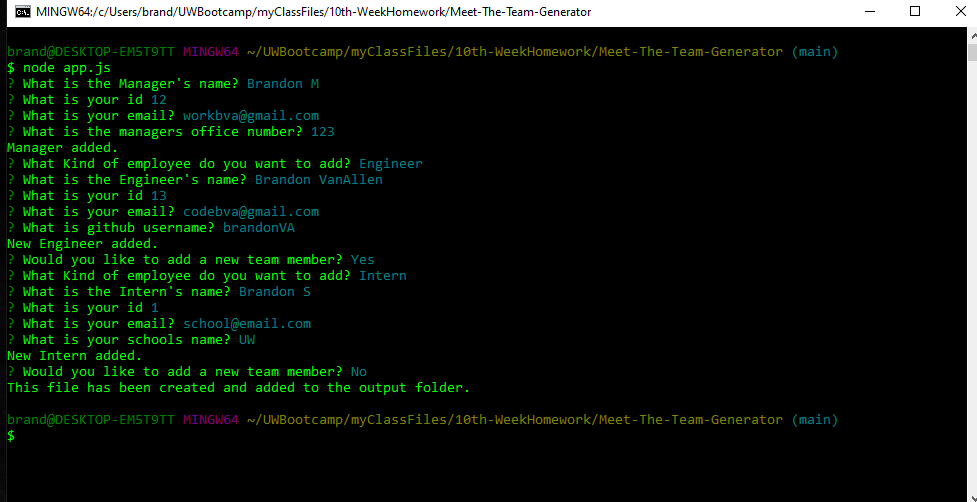 MINGW64:/c/Users/brand/UWBootcamp/myClassFiles/10th-WeekHomework/Meet-The-Team-Generator
brand@DESKTOP-EM5T9TT MINGW64 ~/UWBootcamp/myClassFiles/10th-WeekHomework/Meet-The-Team-Generator (main)
$ node app.js
? What is the Manager's name? Brandon M
? What is your id 12
? What is your email? workbva@gmail.com
? What is the managers office number? 123
Manager added.
? What Kind of employee do you want to add? Engineer
? What is the Engineer's name? Brandon VanAllen
? What is your id 13
? What is your email? codebva@gmail.com
? What is github username? brandonVA
New Engineer added.
? Would you like to add a new team member? Yes
? What Kind of employee do you want to add? Intern
? What is the Intern's name? Brandon S
? What is your id 1
? What is your email? school@email.com
? What is your schools name? UW
New Intern added.
? Would you like to add a new team member? No
This file has been created and added to the output folder.
brand@DESKTOP-EM5T9TT MINGW64 ~/UWBootcamp/myClassFiles/10th-WeekHomework/Meet-The-Team-Generator (main)
$